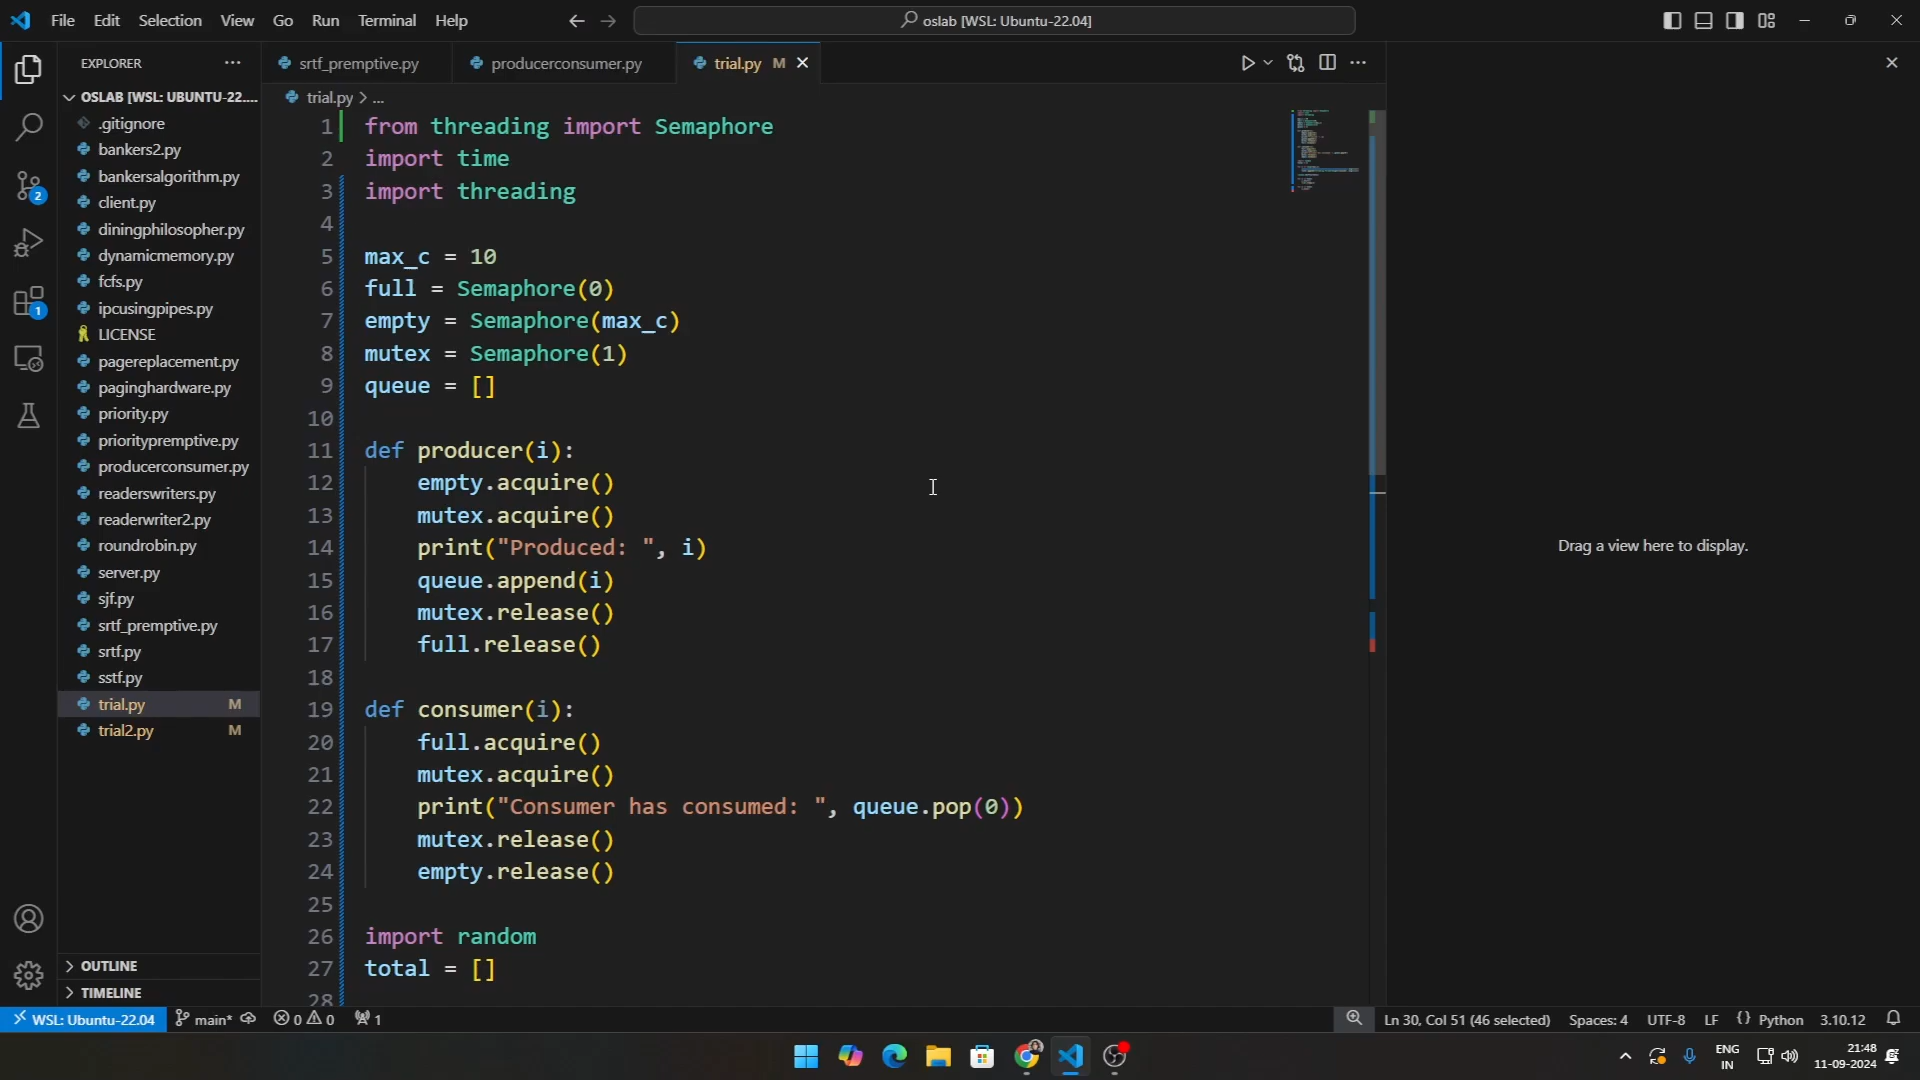 File Edit Selection View Go Run Terminal Help
oslab [WSL: Ubuntu-22.04]
EXPLORER
srtf_premptive.py
producerconsumer.py
trial.py M
OSLAB [WSL: UBUNTU-22....
.gitignore
bankers2.py
bankersalgorithm.py
client.py
diningphilosopher.py
dynamicmemory.py
fcfs.py
ipcusingpipes.py
LICENSE
pagereplacement.py
paginghardware.py
priority.py
prioritypremptive.py
producerconsumer.py
readerswriters.py
readerwriter2.py
roundrobin.py
server.py
sjf.py
srtf_premptive.py
srtf.py
sstf.py
trial.py M
trial2.py M
OUTLINE
TIMELINE
2
1
trial.py > ...
1 from threading import Semaphore
2 import time
3 import threading
4
5 max_c = 10
6 full = Semaphore(0)
7 empty = Semaphore(max_c)
8 mutex = Semaphore(1)
9 queue = []
10
11 def producer(i):
12 empty.acquire()
13 mutex.acquire()
14 print("Produced: ", i)
15 queue.append(i)
16 mutex.release()
17 full.release()
18
19 def consumer(i):
20 full.acquire()
21 mutex.acquire()
22 print("Consumer has consumed: ", queue.pop(0))
23 mutex.release()
24 empty.release()
25
26 import random
27 total = []
28
Drag a view here to display.
WSL: Ubuntu-22.04 main* 0 0 1
Ln 30, Col 51 (46 selected) Spaces: 4 UTF-8 LF {} Python 3.10.12
ENG
IN
21:48
11-09-2024